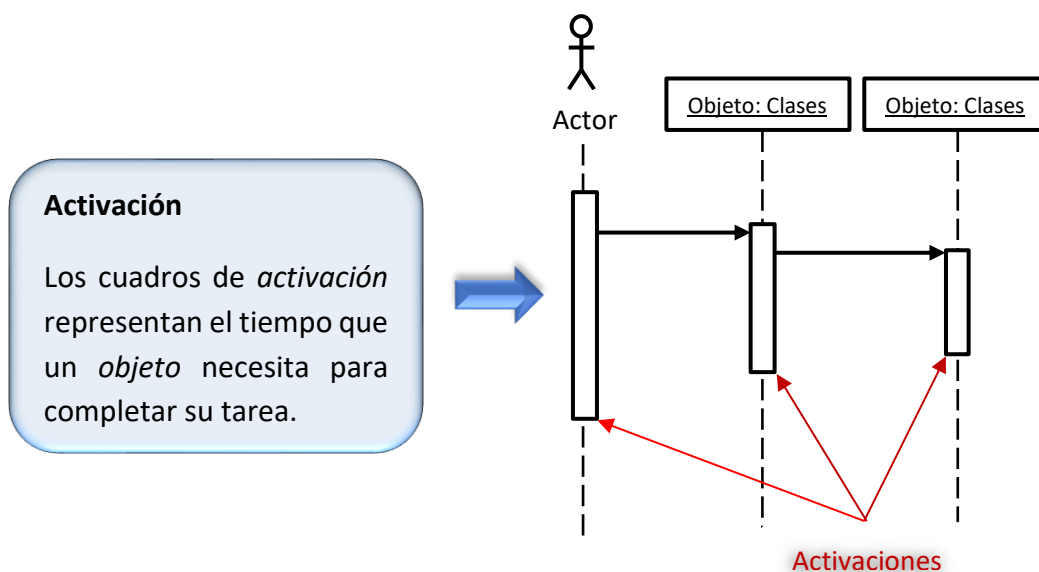 Actor
Objeto: Clases
Objeto: Clases
Activación
Los cuadros de activación
representan el tiempo que
un objeto necesita para
completar su tarea.
Activaciones